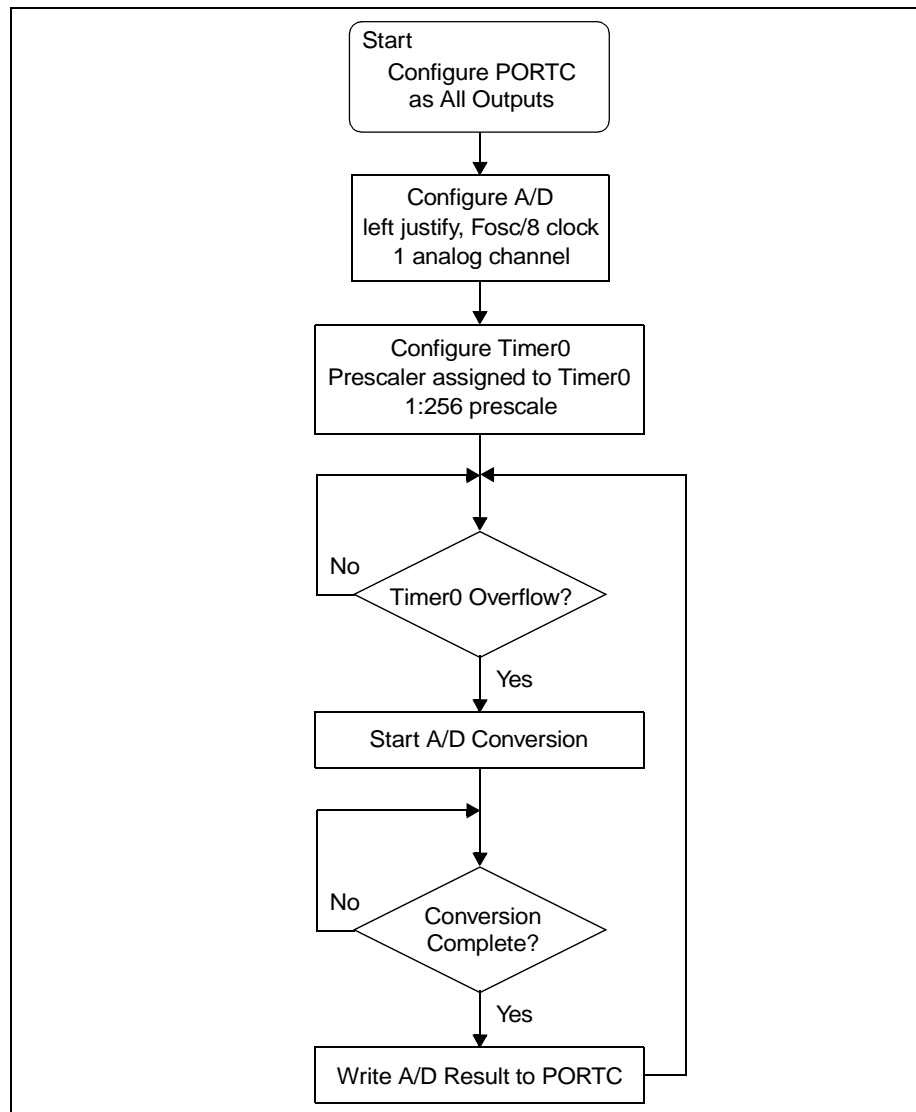 Start
Configure PORTC
as All Outputs
Configure A/D
left justify, Fosc/8 clock
1 analog channel
Configure Timer0
Prescaler assigned to Timer0
1:256 prescale
No
Timer0 Overflow?
Yes
Start A/D Conversion
No
Conversion
Complete?
Yes
Write A/D Result to PORTC